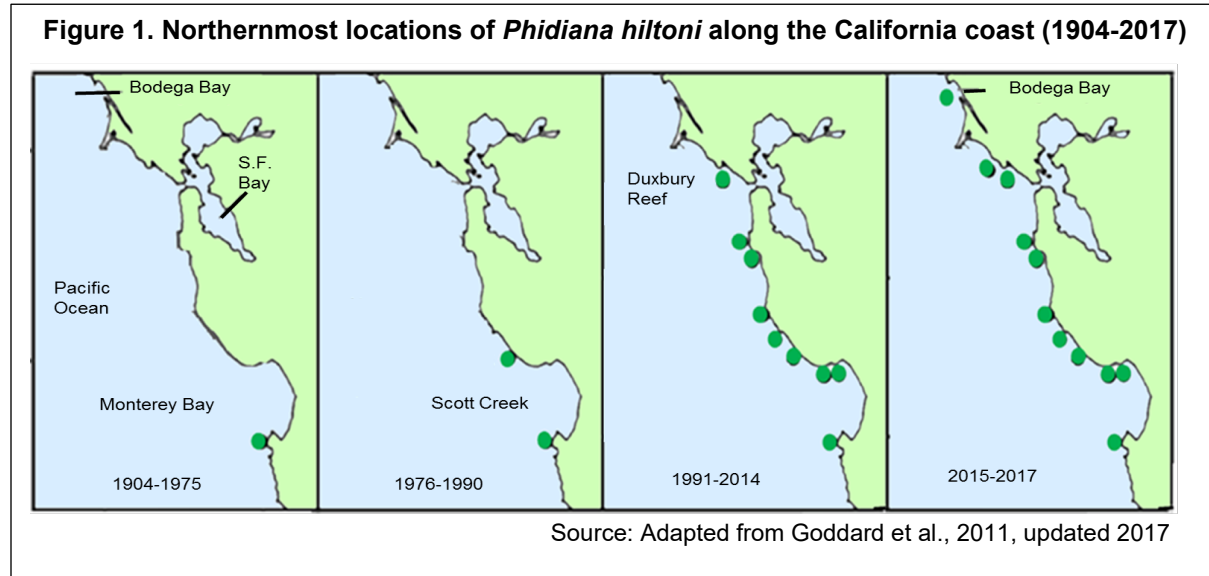 Figure 1. Northernmost locations of Phidiana hiltoni along the California coast (1904-2017)
Bodega Bay
S.F.
Bay
Pacific
Ocean
Monterey Bay
1904-1975
Scott Creek
1976-1990
Duxbury
Reef
1991-2014
Bodega Bay
2015-2017
Source: Adapted from Goddard et al., 2011, updated 2017